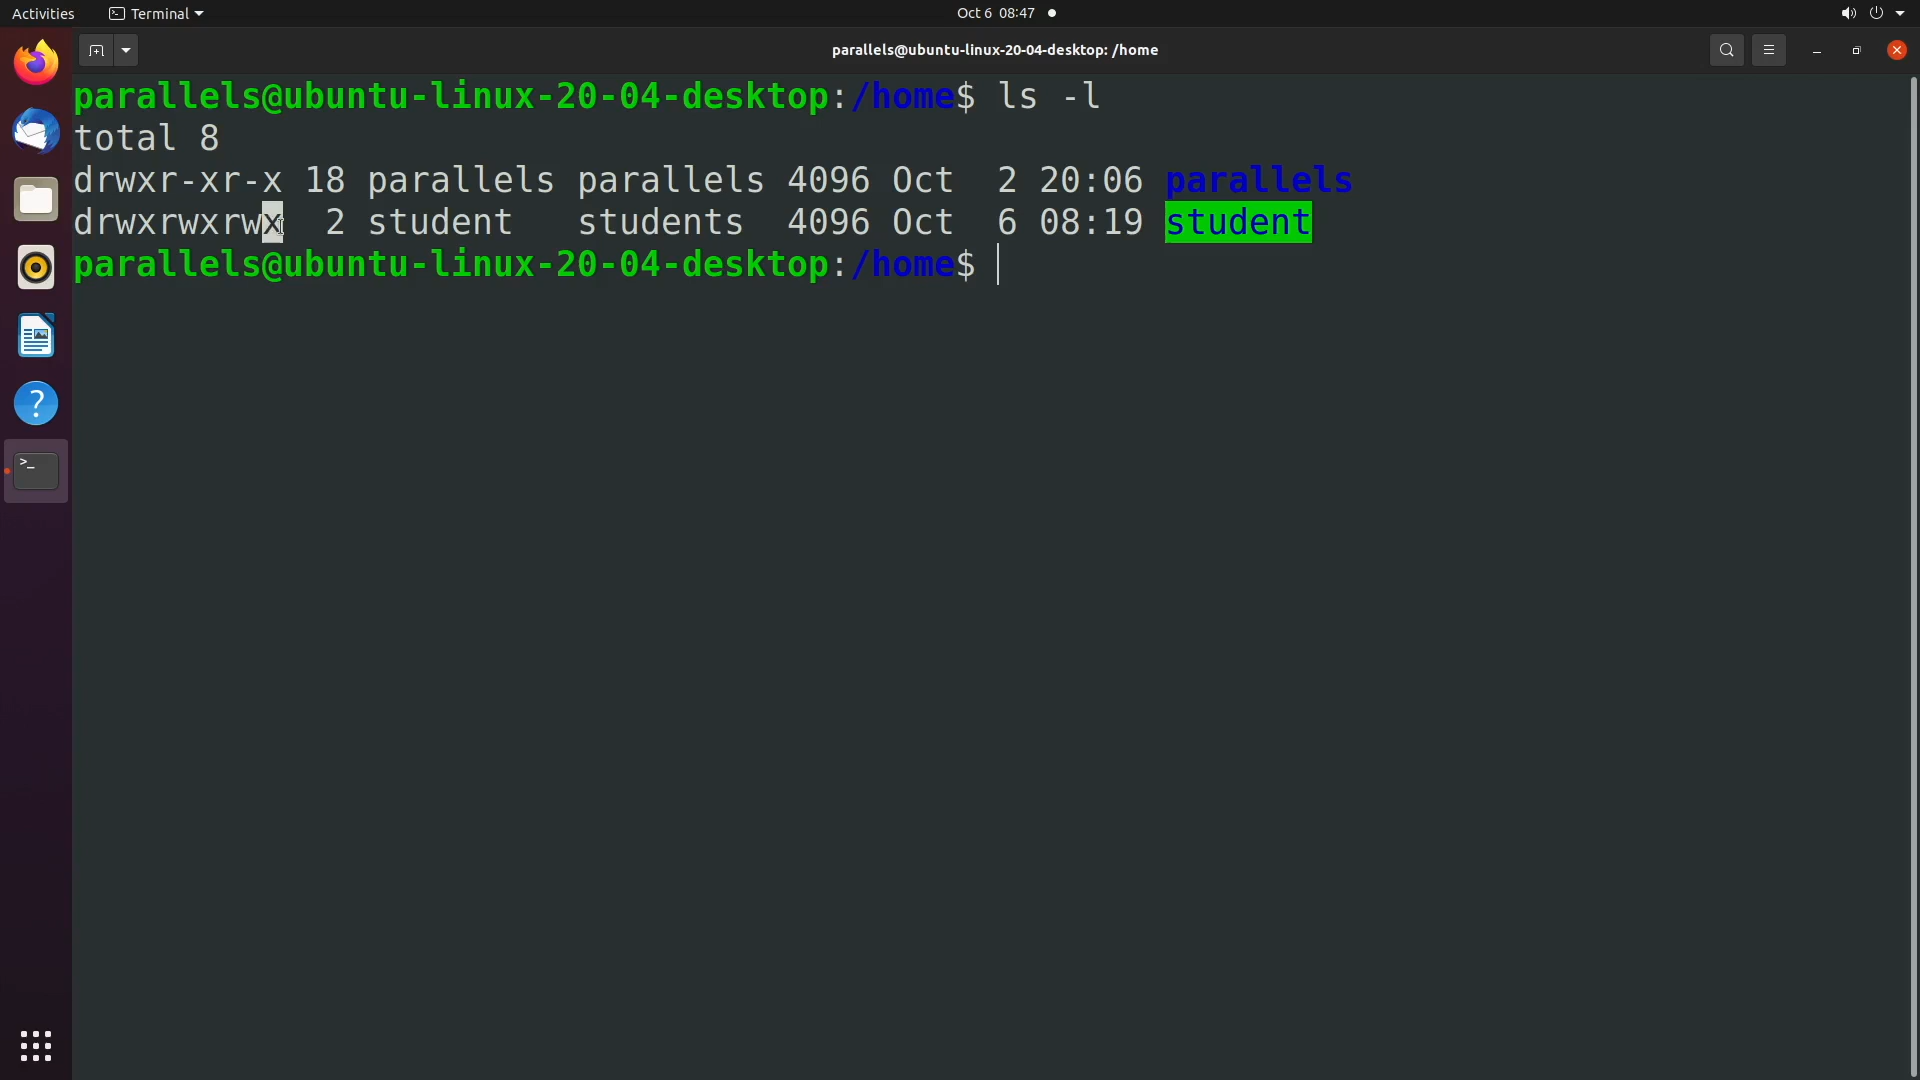 Activities Terminal Oct 6 08:47
parallels@ubuntu-linux-20-04-desktop: /home
parallels@ubuntu-linux-20-04-desktop:/home$ ls -l
total 8
drwxr-xr-x 18 parallels parallels 4096 Oct  2 20:06 parallels
drwxrwxrwx  2 student   students  4096 Oct  6 08:19 student
parallels@ubuntu-linux-20-04-desktop:/home$